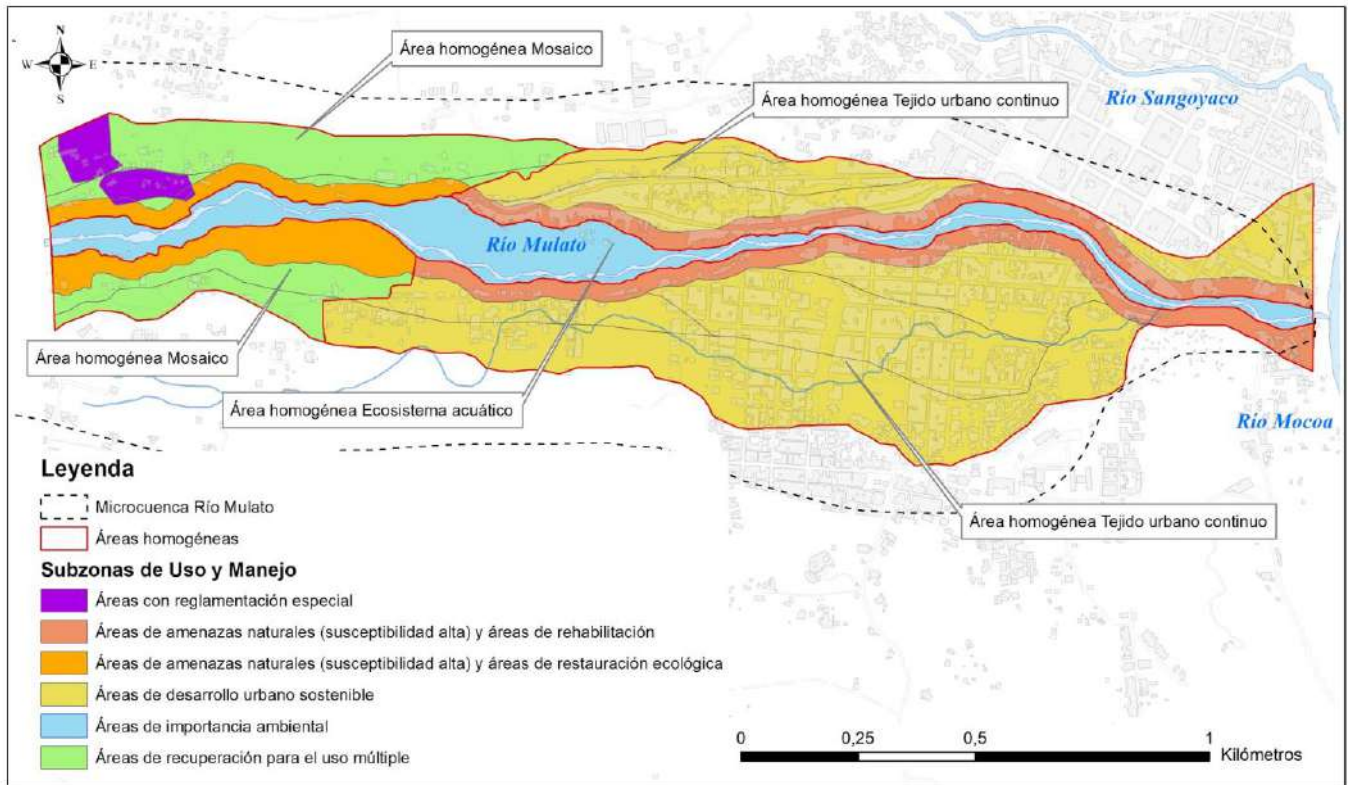 N
W E
S
Área homogénea Mosaico
Área homogénea Tejido urbano continuo
Río Sangoyaco
Río Mulato
Área homogénea Mosaico
Área homogénea Ecosistema acuático
Río Mocoa
Área homogénea Tejido urbano continuo
Leyenda
Microcuenca Río Mulato
Áreas homogéneas
Subzonas de Uso y Manejo
Áreas con reglamentación especial
Áreas de amenazas naturales (susceptibilidad alta) y áreas de rehabilitación
Áreas de amenazas naturales (susceptibilidad alta) y áreas de restauración ecológica
Áreas de desarrollo urbano sostenible
Áreas de importancia ambiental
Áreas de recuperación para el uso múltiple
0 0,25 0,5 1
Kilómetros